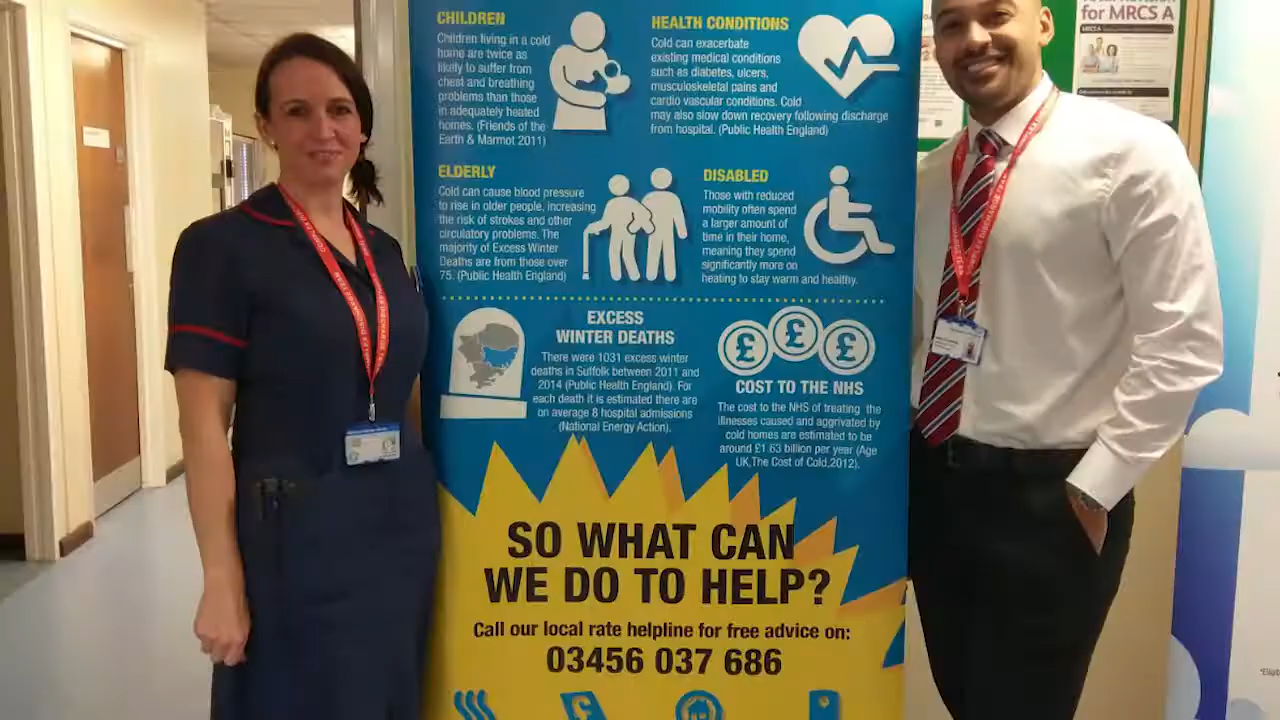 CHILDREN
Children living in a cold
home are twice as
likely to suffer from
chest and breathing
problems than those
in adequately heated
homes. (Friends of the
Earth & Marmot 2011)
HEALTH CONDITIONS
Cold can exacerbate
existing medical conditions
such as diabetes, ulcers,
musculoskeletal pains and
cardio vascular conditions. Cold
may also slow down recovery following discharge
from hospital. (Public Health England)
ELDERLY
Cold can cause blood pressure
to rise in older people, increasing
the risk of strokes and other
circulatory problems. The
majority of Excess Winter
Deaths are from those over
75. (Public Health England)
DISABLED
Those with reduced
mobility often spend
a larger amount of
time in their home,
meaning they spend
significantly more on
heating to stay warm and healthy.
EXCESS
WINTER DEATHS
There were 1031 excess winter
deaths in Suffolk between 2011 and
2014 (Public Health England). For
each death it is estimated there are
on average 8 hospital admissions
(National Energy Action).
£ £ £
COST TO THE NHS
The cost to the NHS of treating the
illnesses caused and aggrivated by
cold homes are estimated to be
around £1.63 billion per year (Age
UK,The Cost of Cold,2012).
SO WHAT CAN
WE DO TO HELP?
Call our local rate helpline for free advice on:
03456 037 686
£
for MRCS A
MRCS A
COMPLEX DISCHARGE TEAM
COMPLEX DISCHARGE TEAM